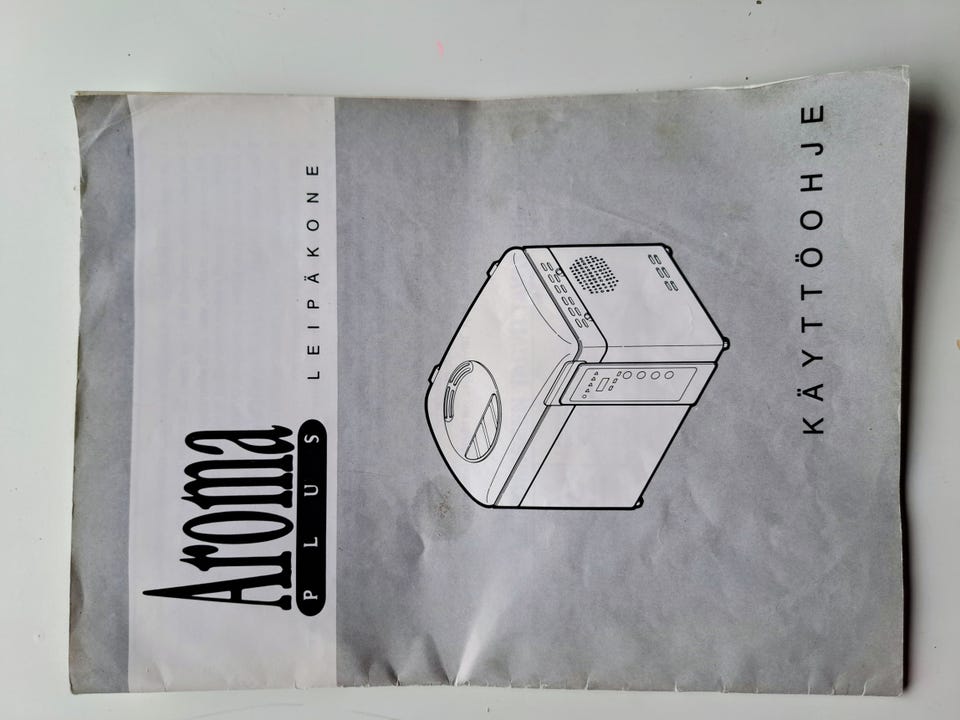 Aroma
PLUS
LEIPÄKONE
KÄYTTÖOHJE